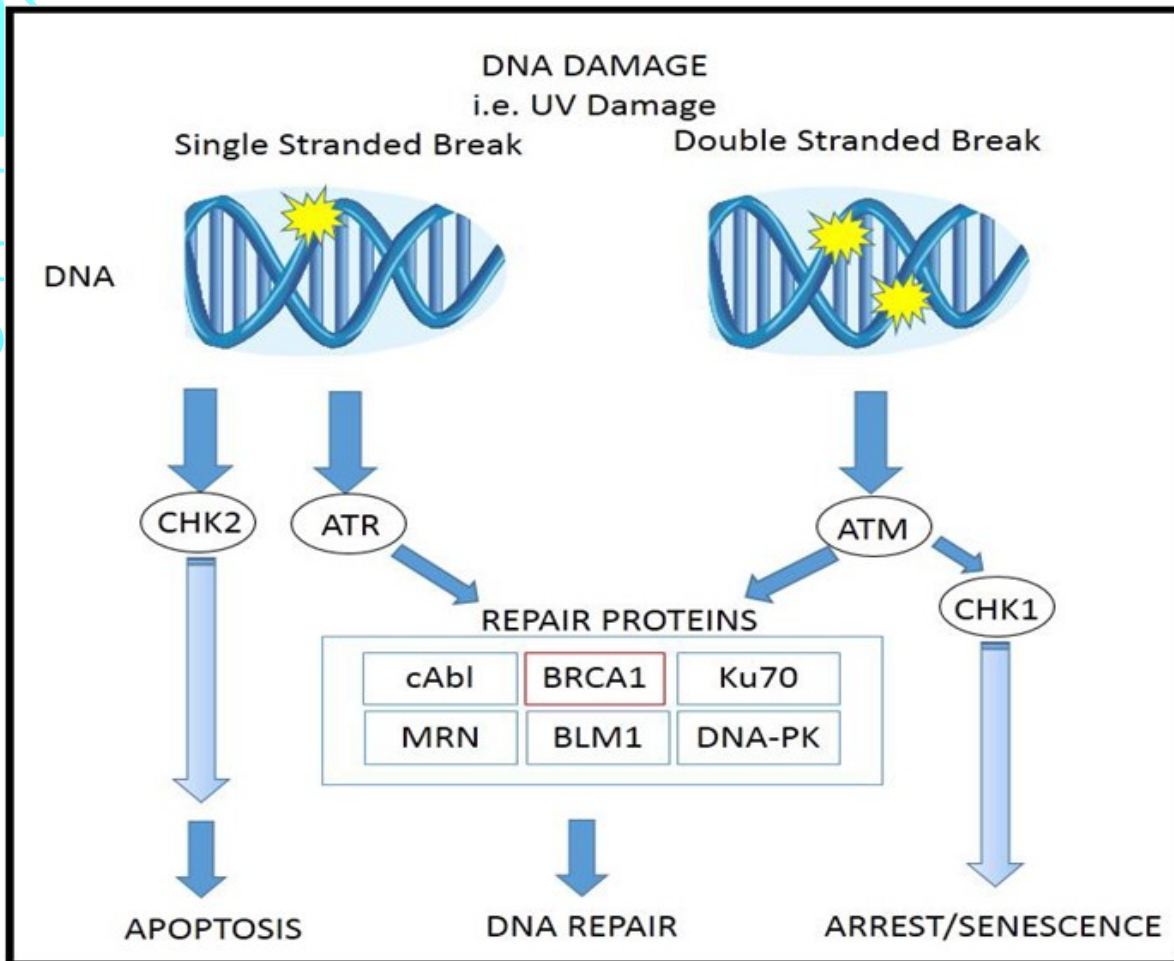 DNA DAMAGE
i.e. UV Damage
Single Stranded Break
Double Stranded Break
DNA
CHK2
ATR
ATM
CHK1
REPAIR PROTEINS
cAbl
BRCA1
Ku70
MRN
BLM1
DNA-PK
APOPTOSIS
DNA REPAIR
ARREST/SENESCENCE